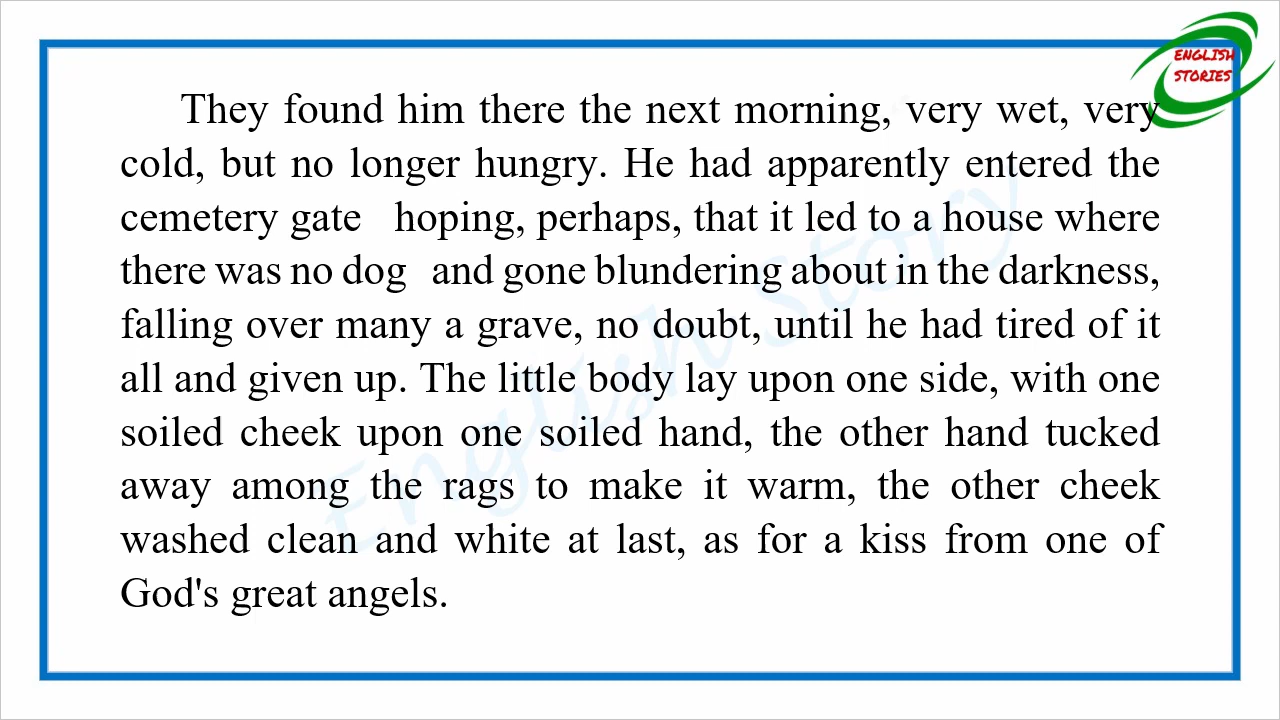 ENGLISH
STORIES
They found him there the next morning, very wet, very
cold, but no longer hungry. He had apparently entered the
cemetery gate   hoping, perhaps, that it led to a house where
there was no dog   and gone blundering about in the darkness,
falling over many a grave, no doubt, until he had tired of it
all and given up. The little body lay upon one side, with one
soiled cheek upon one soiled hand, the other hand tucked
away among the rags to make it warm, the other cheek
washed clean and white at last, as for a kiss from one of
God's great angels.
English Story